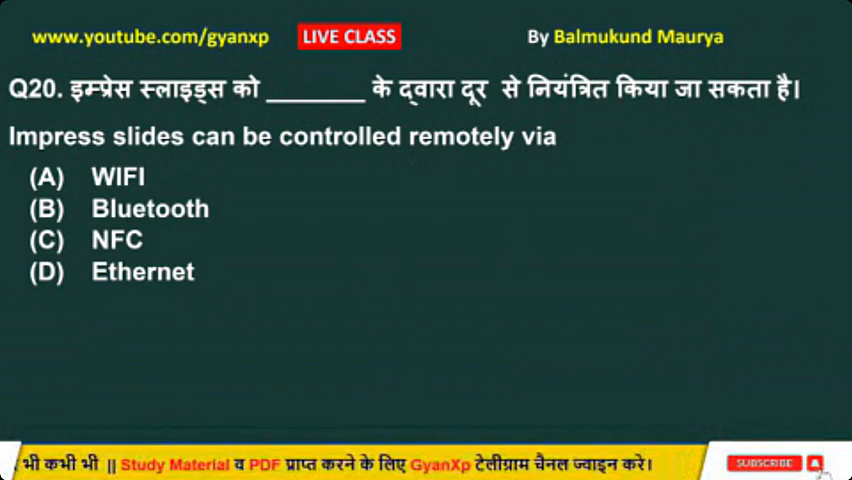 www.youtube.com/gyanxp LIVE CLASS By Balmukund Maurya
Q20. इम्प्रेस स्लाइड्स को ________ के द्वारा दूर से नियंत्रित किया जा सकता है।
Impress slides can be controlled remotely via
(A) WIFI
(B) Bluetooth
(C) NFC
(D) Ethernet
भी कभी भी || Study Material व PDF प्राप्त करने के लिए GyanXp टेलीग्राम चैनल ज्वाइन करे। SUBSCRIBE